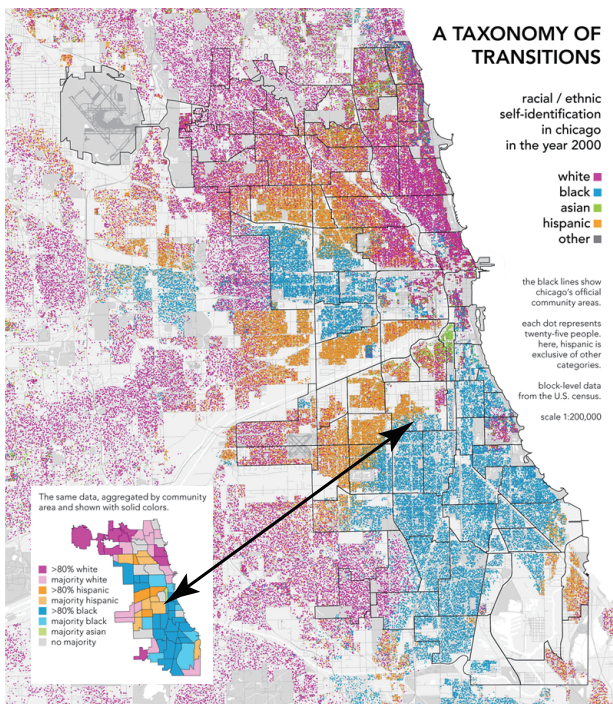 A TAXONOMY OF
TRANSITIONS
racial / ethnic
self-identification
in chicago
in the year 2000
white
black
asian
hispanic
other
the black lines show
chicago's official
community areas.
each dot represents
twenty-five people.
here, hispanic is
exclusive of other
categories.
block-level data
from the U.S. census.
scale 1:200,000
The same data, aggregated by community
area and shown with solid colors.
>80% white
majority white
>80% hispanic
majority hispanic
>80% black
majority black
majority asian
no majority